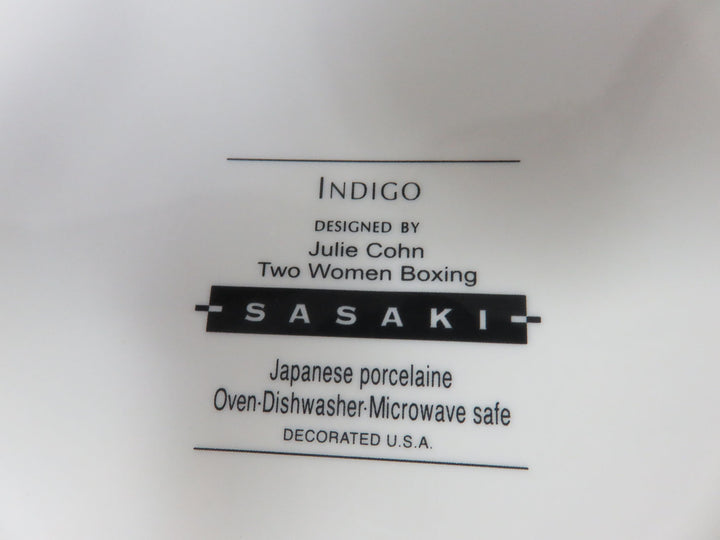 INDIGO
DESIGNED BY
Julie Cohn
Two Women Boxing
SASAKI
Japanese porcelaine
Oven·Dishwasher·Microwave safe
DECORATED U.S.A.